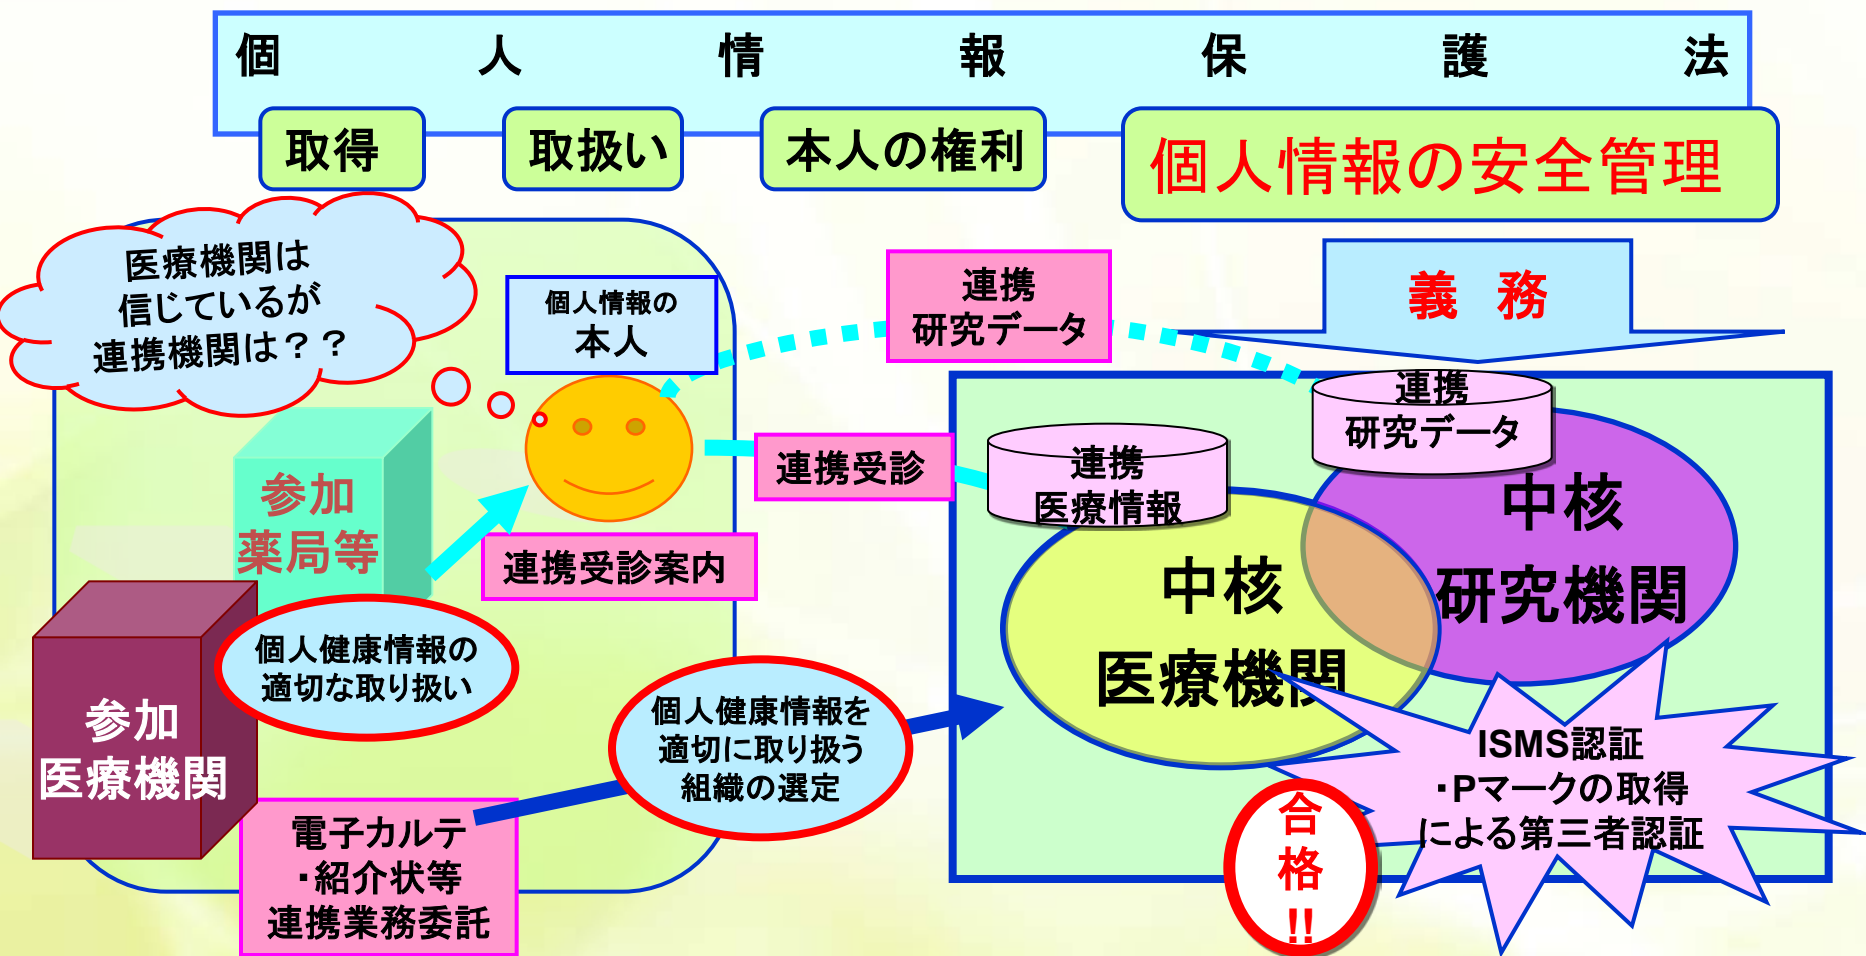 個人情報保護法
取得
取扱い
本人の権利
個人情報の安全管理
医療機関は
信じているが
連携機関は？？
個人情報の
本人
連携
研究データ
義務
連携
研究データ
連携受診
連携
医療情報
参加
薬局等
連携受診案内
中核
研究機関
中核
医療機関
個人健康情報の
適切な取り扱い
参加
医療機関
個人健康情報を
適切に取り扱う
組織の選定
ISMS認証
・Pマークの取得
による第三者認証
合
格
!!
電子カルテ
・紹介状等
連携業務委託